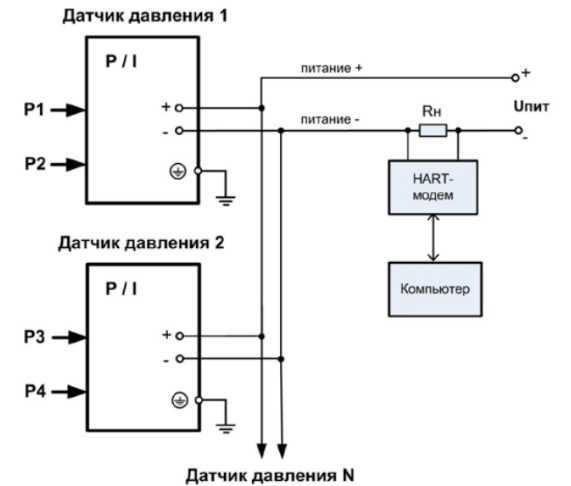 Датчик давления 1
P / I
питание +
+
P1
+
Uпит
Rн
питание -
-
-
P2
HART-
модем
Датчик давления 2
P / I
Компьютер
P3
+
-
P4
Датчик давления N